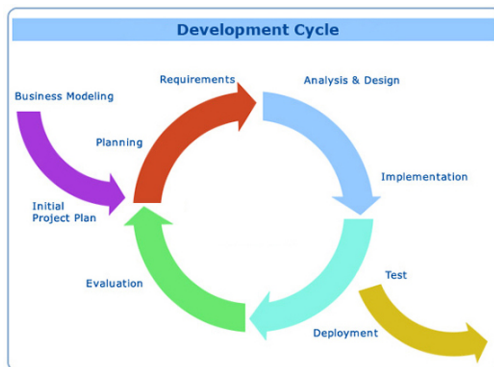 Development Cycle
Requirements
Analysis & Design
Business Modeling
Planning
Implementation
Initial
Project Plan
Evaluation
Test
Deployment